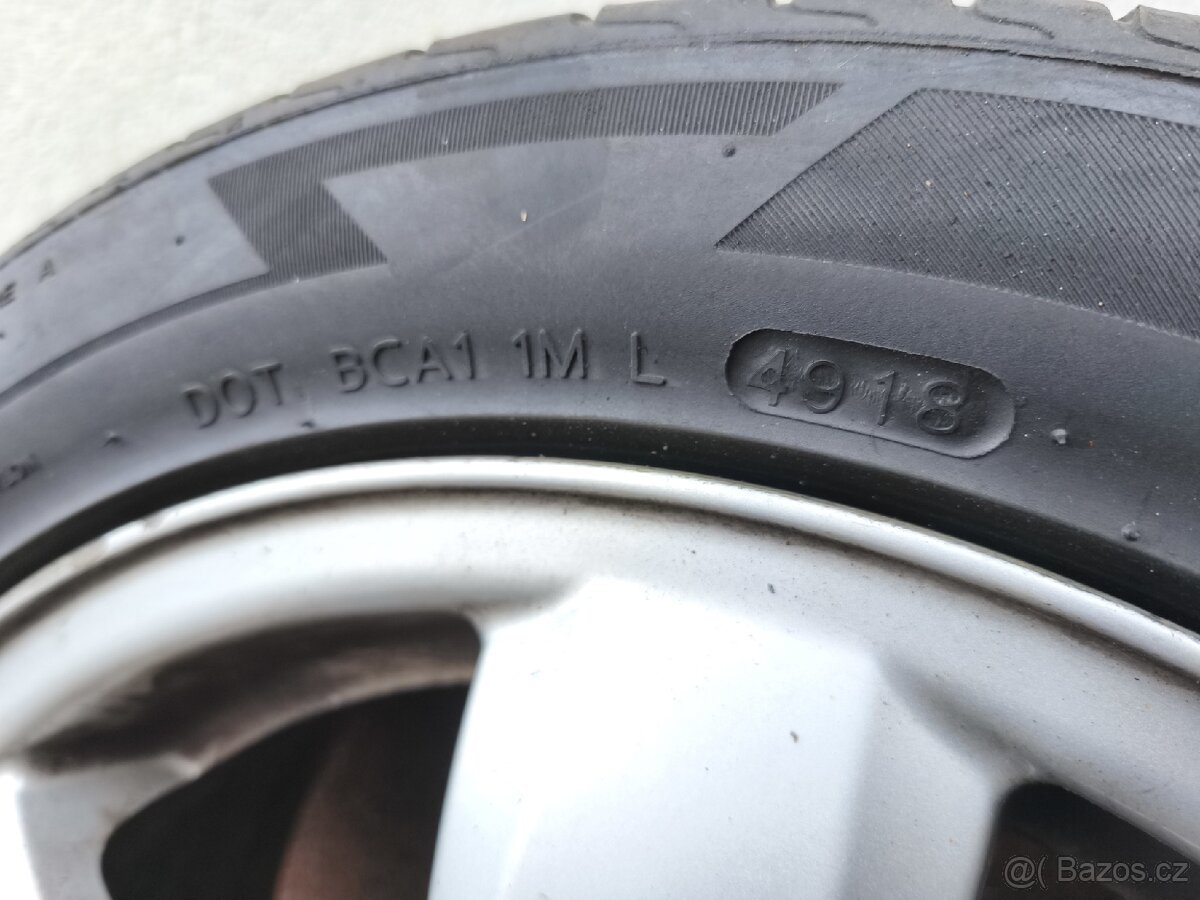 E A
DOT. BCA1 1M L 4918
@( Bazos.cz